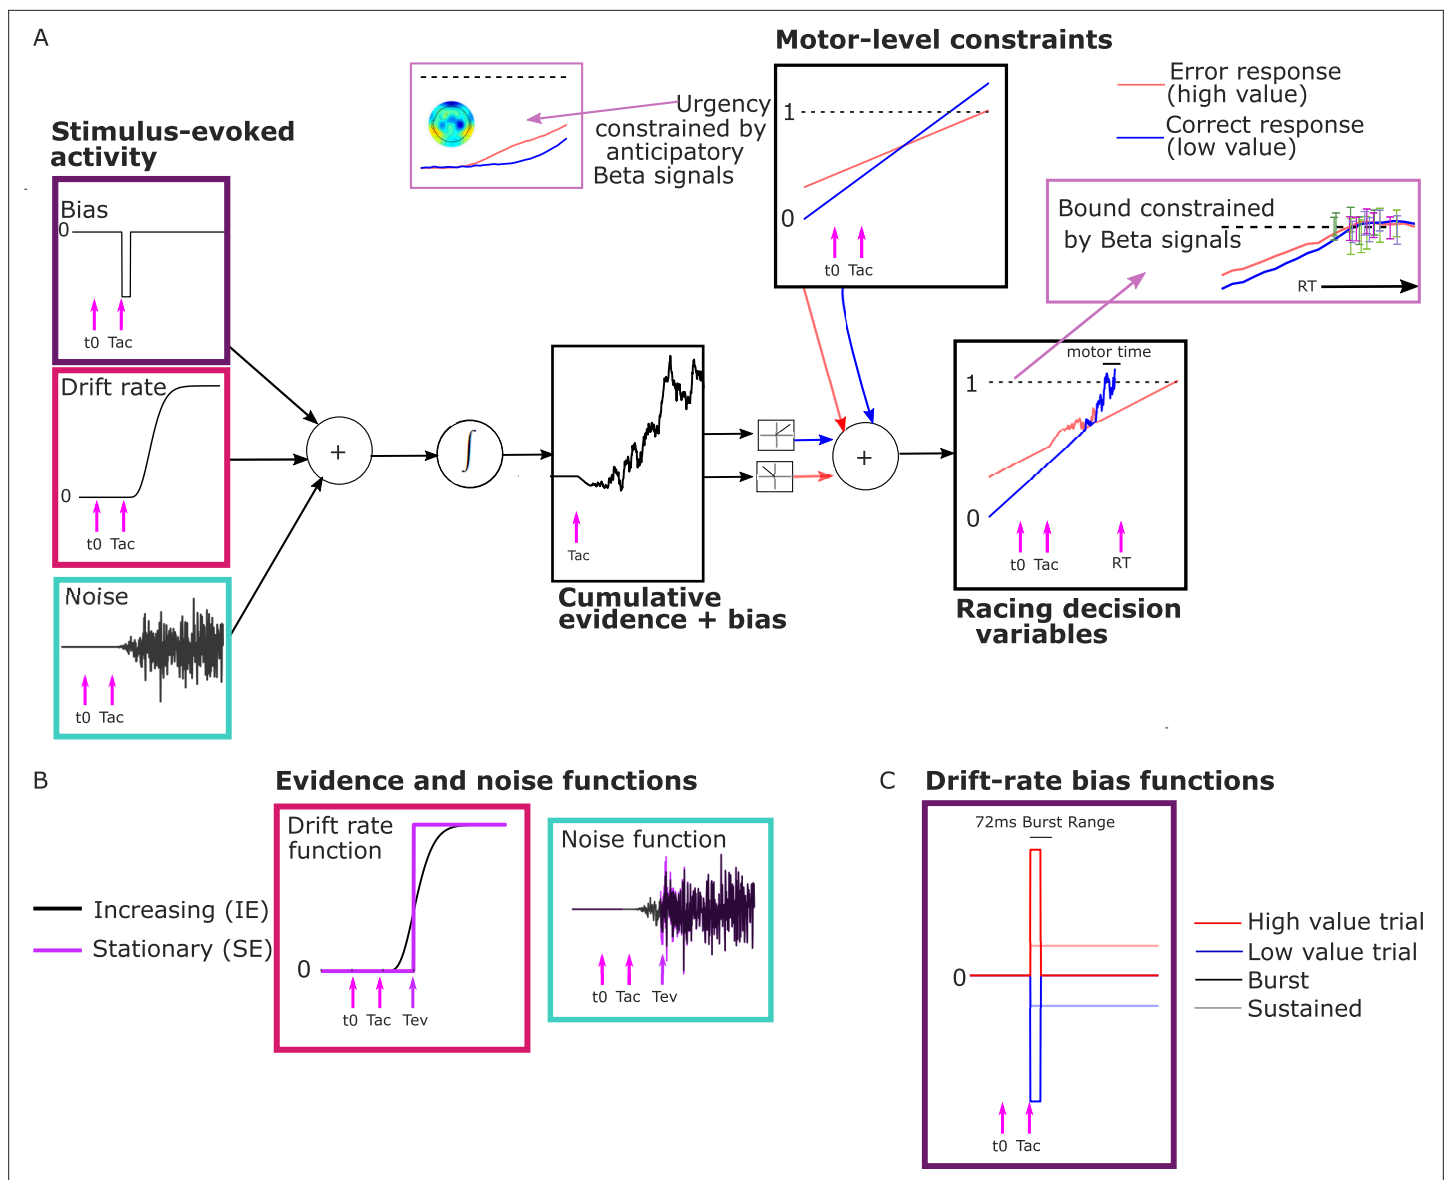 A
Motor-level constraints
Error response
(high value)
Correct response
(low value)
Urgency
constrained by
anticipatory
Beta signals
1
0
t0 Tac
Stimulus-evoked
activity
Bias
0
t0 Tac
Drift rate
0
t0 Tac
Noise
t0 Tac
+
∫
Tac
Cumulative
evidence + bias
+
Bound constrained
by Beta signals
RT
motor time
1
0
t0 Tac RT
Racing decision
variables
B
Evidence and noise functions
Increasing (IE)
Stationary (SE)
Drift rate
function
0
t0 Tac Tev
Noise function
t0 Tac Tev
C
Drift-rate bias functions
72ms Burst Range
0
t0 Tac
High value trial
Low value trial
Burst
Sustained